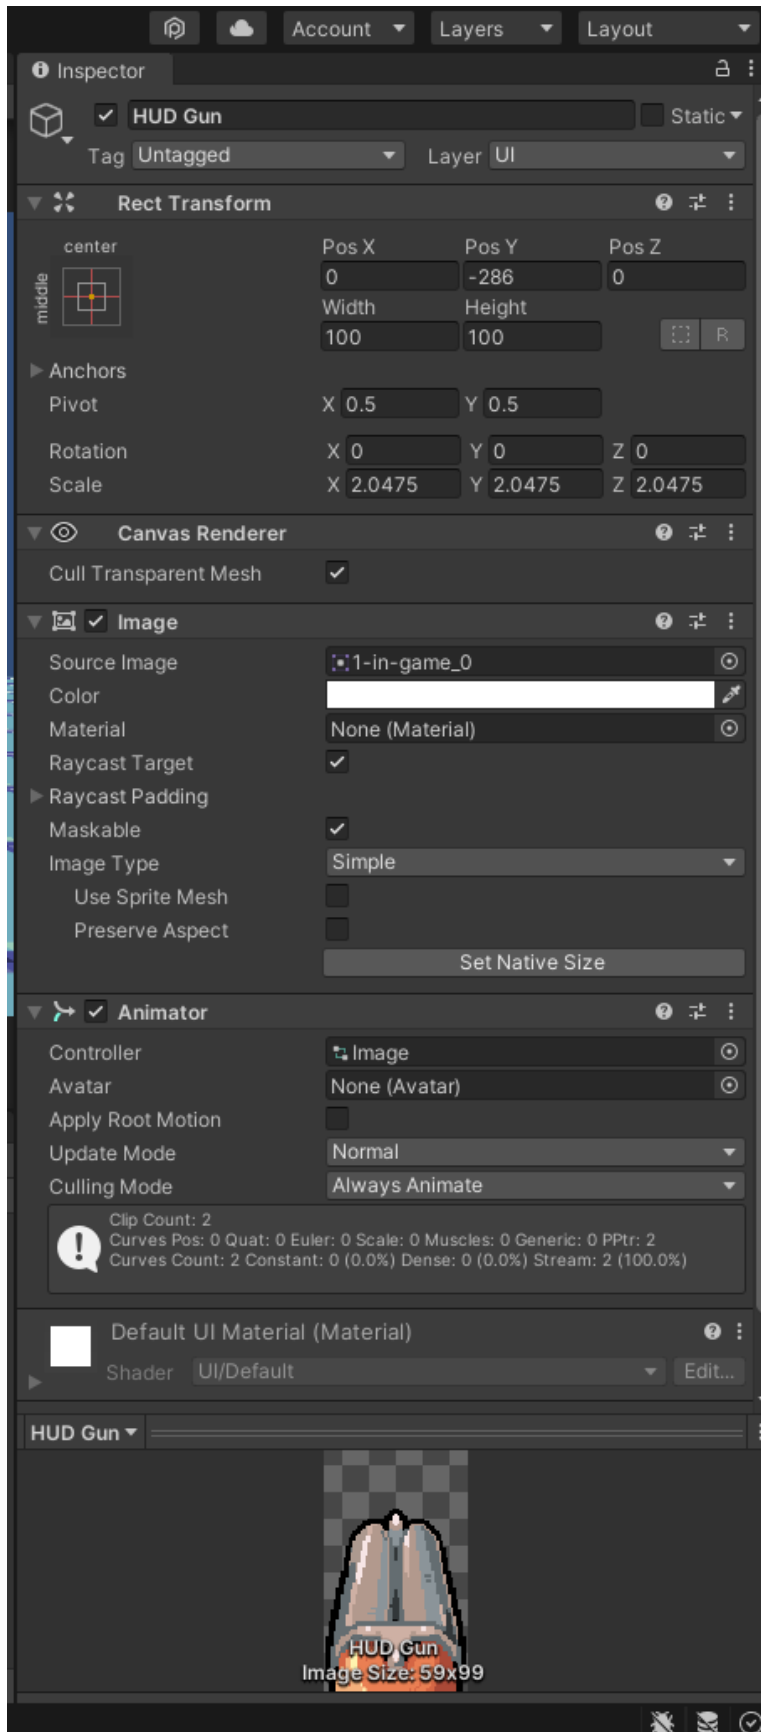 Account Layers Layout
Inspector
HUD Gun Static
Tag Untagged Layer UI
Rect Transform
center
middle
Pos X Pos Y Pos Z
0 -286 0
Width Height
100 100 R
Anchors
Pivot X 0.5 Y 0.5
Rotation X 0 Y 0 Z 0
Scale X 2.0475 Y 2.0475 Z 2.0475
Canvas Renderer
Cull Transparent Mesh
Image
Source Image 1-in-game_0
Color
Material None (Material)
Raycast Target
Raycast Padding
Maskable
Image Type Simple
Use Sprite Mesh
Preserve Aspect
Set Native Size
Animator
Controller Image
Avatar None (Avatar)
Apply Root Motion
Update Mode Normal
Culling Mode Always Animate
Clip Count: 2
Curves Pos: 0 Quat: 0 Euler: 0 Scale: 0 Muscles: 0 Generic: 0 PPtr: 2
Curves Count: 2 Constant: 0 (0.0%) Dense: 0 (0.0%) Stream: 2 (100.0%)
Default UI Material (Material)
Shader UI/Default Edit...
HUD Gun
HUD Gun
Image Size: 59x99